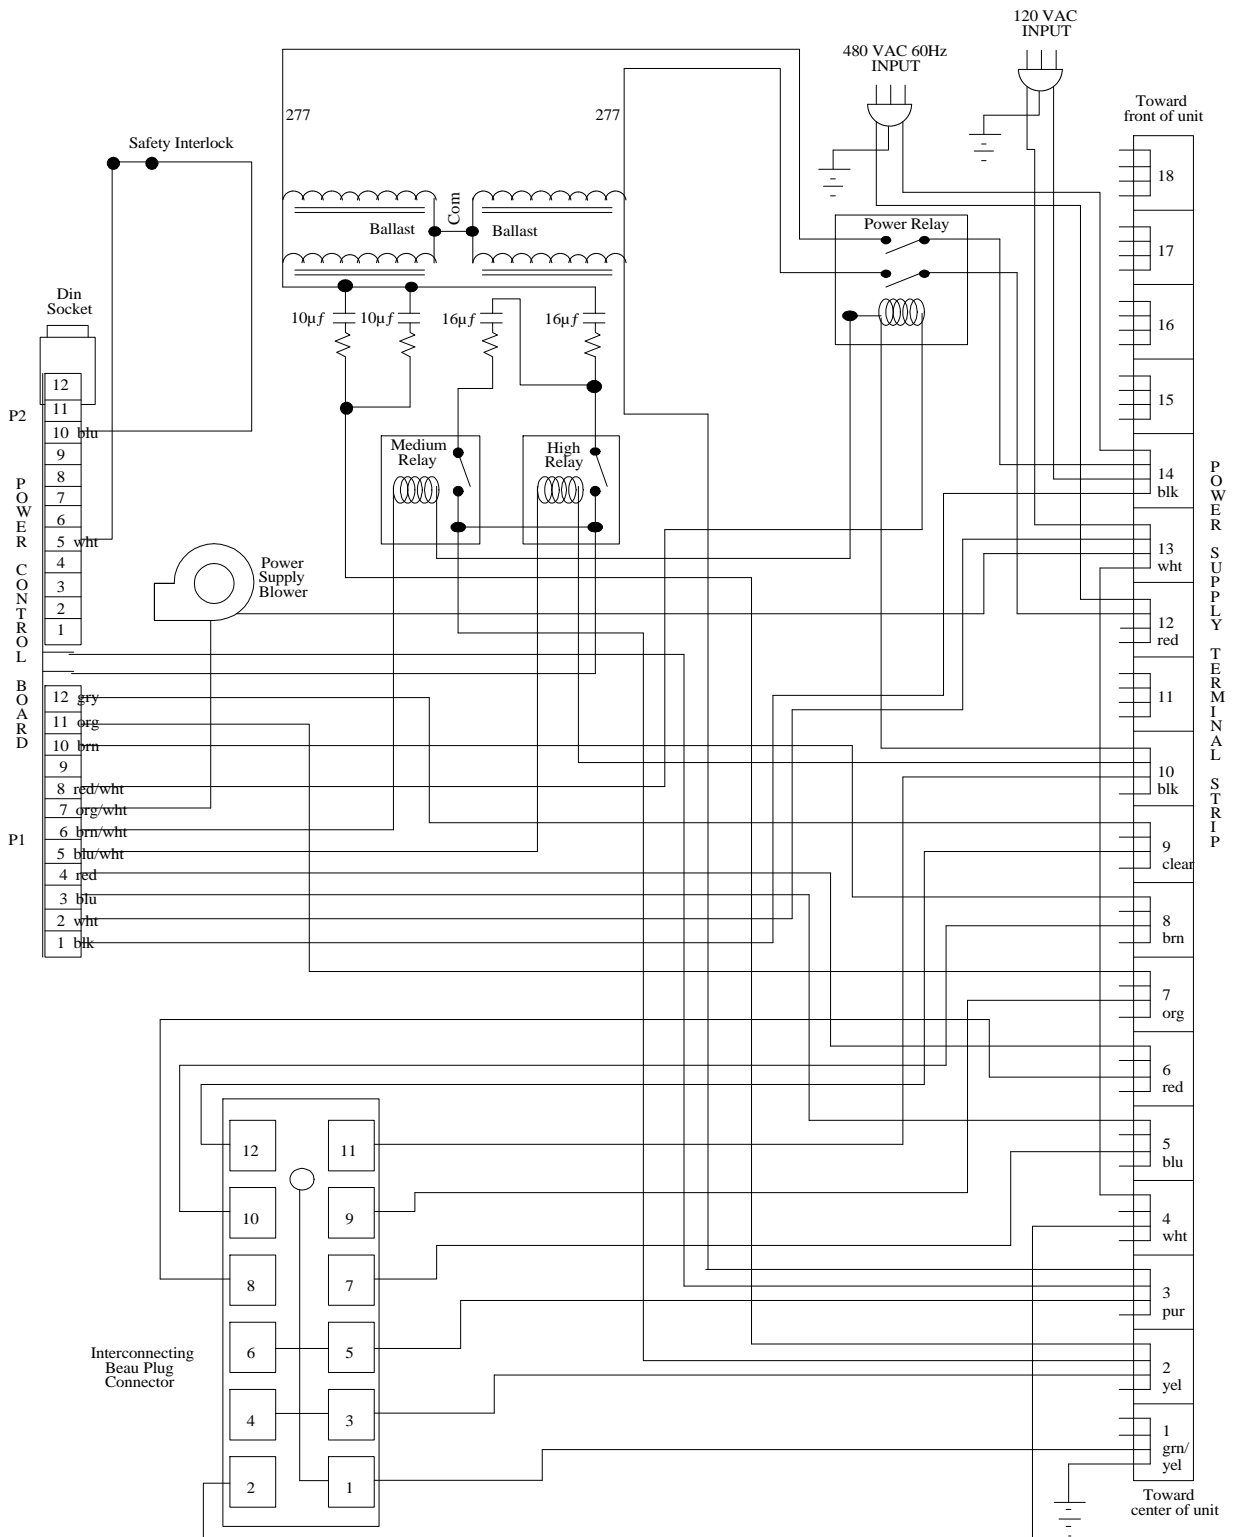 120 VAC
INPUT
480 VAC 60Hz
INPUT
Toward
front of unit
277
277
Safety Interlock
Com
Ballast
Ballast
Power Relay
Din
Socket
10µf
10µf
16µf
16µf
Medium
Relay
High
Relay
P2
12
11
10 blu
9
8
7
6
5 wht
4
3
2
1
POWER CONTROL BOARD
Power
Supply
Blower
P1
12 gry
11 org
10 brn
9
8 red/wht
7 org/wht
6 brn/wht
5 blu/wht
4 red
3 blu
2 wht
1 blk
18
17
16
15
14
blk
13
wht
12
red
11
10
blk
9
clear
8
brn
7
org
6
red
5
blu
4
wht
3
pur
2
yel
1
grn/
yel
POWER SUPPLY TERMINAL STRIP
Toward
center of unit
Interconnecting
Beau Plug
Connector
12 11
10 9
8 7
6 5
4 3
2 1